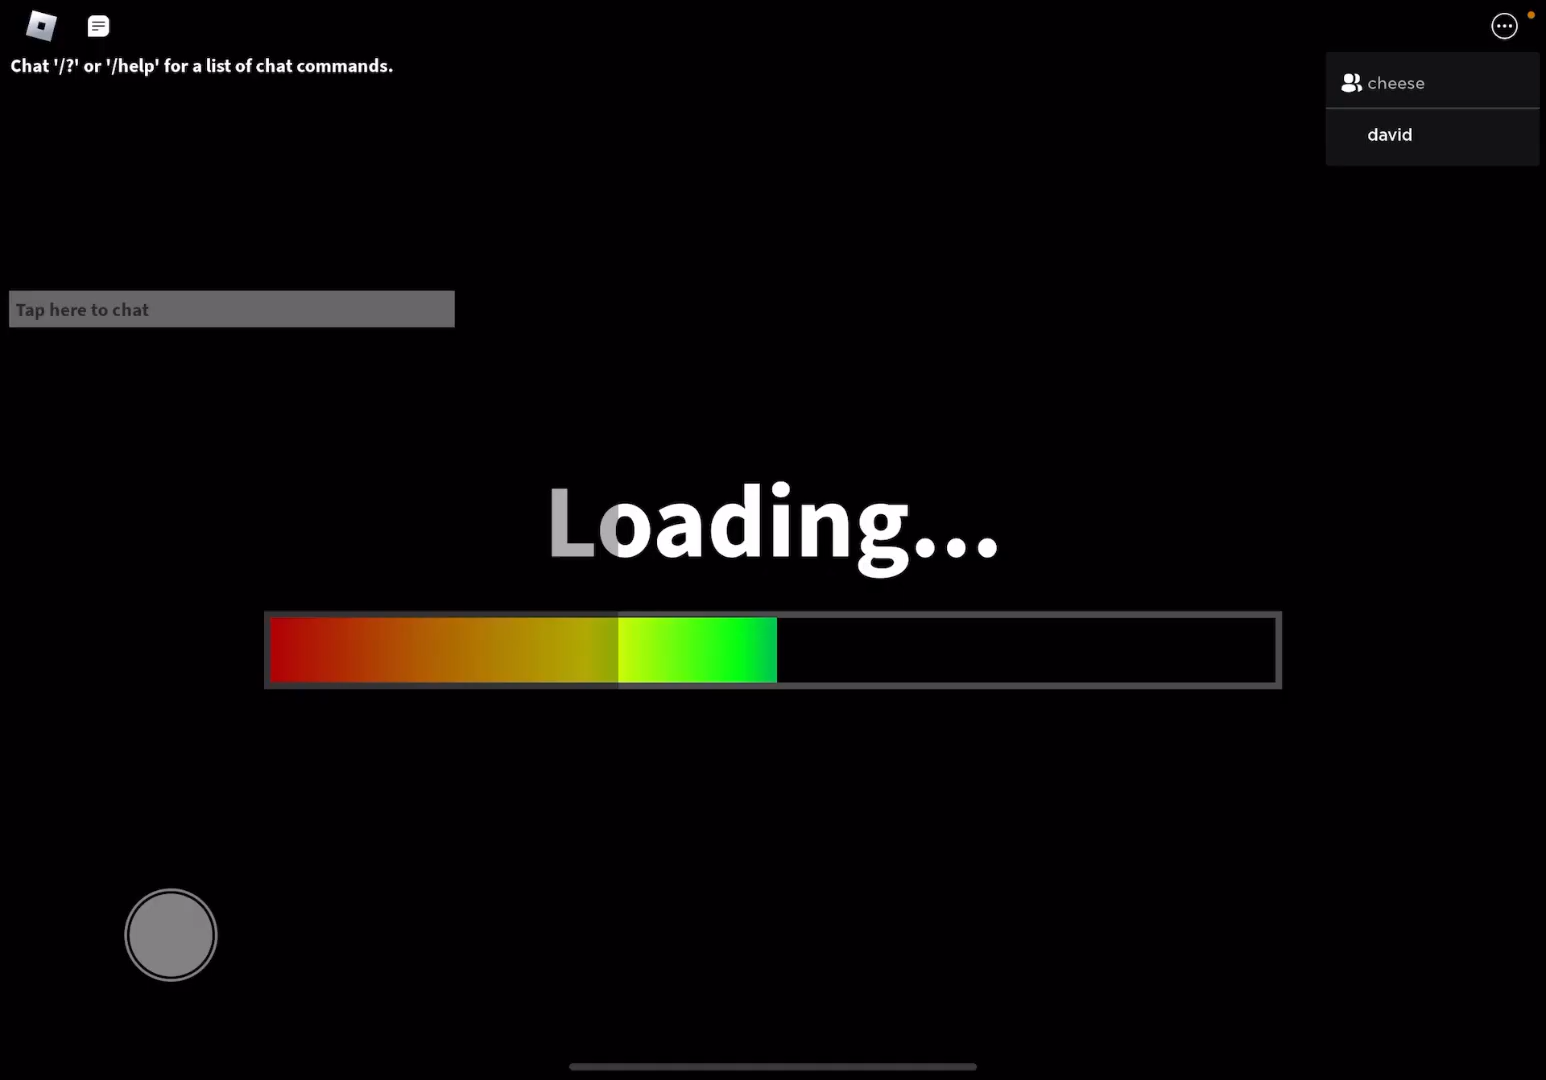 Chat '/?' or '/help' for a list of chat commands.
cheese
david
Tap here to chat
Loading...